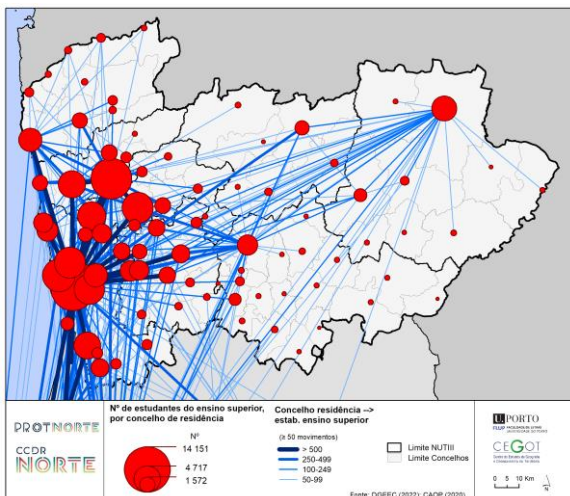 PROTNORTE
CCDR
NORTE
Nº de estudantes do ensino superior,
por concelho de residência
Nº
14 151
4 717
1 572
Concelho residência -->
estab. ensino superior
(≥ 50 movimentos)
> 500
250-499
100-249
50-99
Limite NUTIII
Limite Concelhos
U. PORTO
CEGOT
0 5 10 Km
Fonte: DGEEC (2022); CAOP (2020)